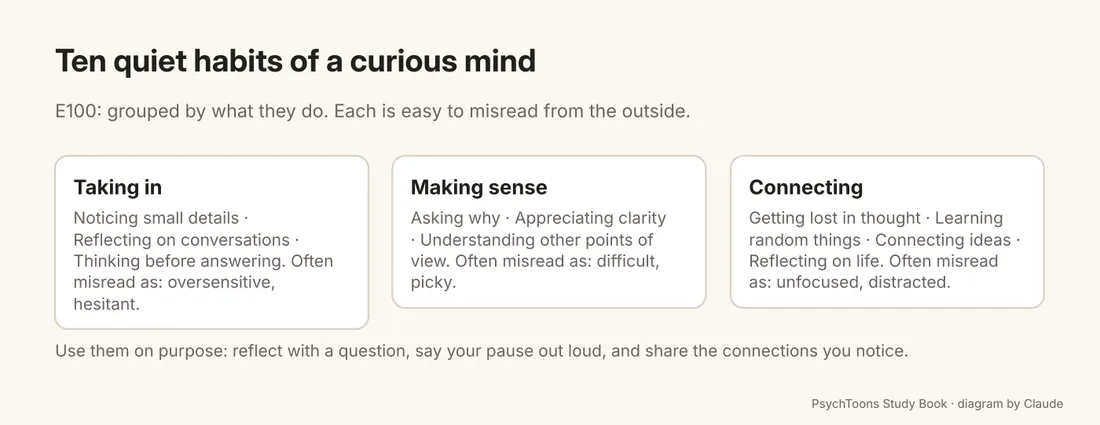 Ten quiet habits of a curious mind
E100: grouped by what they do. Each is easy to misread from the outside.
Taking in
Noticing small details ·
Reflecting on conversations ·
Thinking before answering. Often
misread as: oversensitive,
hesitant.
Making sense
Asking why · Appreciating clarity
· Understanding other points of
view. Often misread as: difficult,
picky.
Connecting
Getting lost in thought · Learning
random things · Connecting ideas ·
Reflecting on life. Often misread
as: unfocused, distracted.
Use them on purpose: reflect with a question, say your pause out loud, and share the connections you notice.
PsychToons Study Book · diagram by Claude